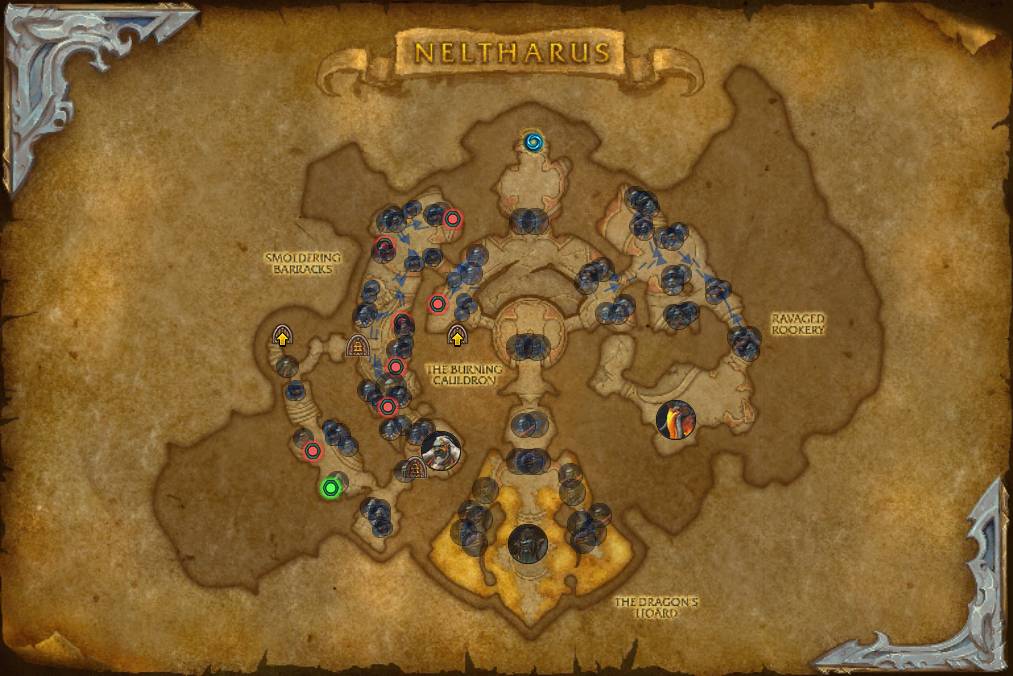 NELTHARUS
SMOLDERING
BARRACKS
RAVAGED
ROOKERY
THE BURNING
CAULDRON
THE DRAGON'S
HOARD